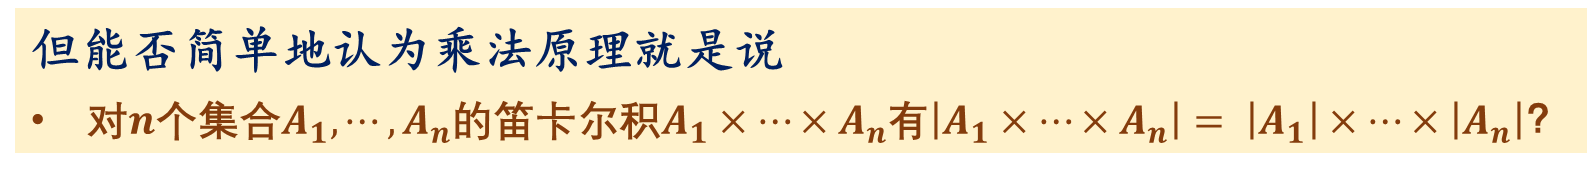 但能否简单地认为乘法原理就是说
• 对n个集合A₁,⋯,Aₙ的笛卡尔积A₁ × ⋯ × Aₙ有|A₁ × ⋯ × Aₙ| = |A₁| × ⋯ × |Aₙ|?